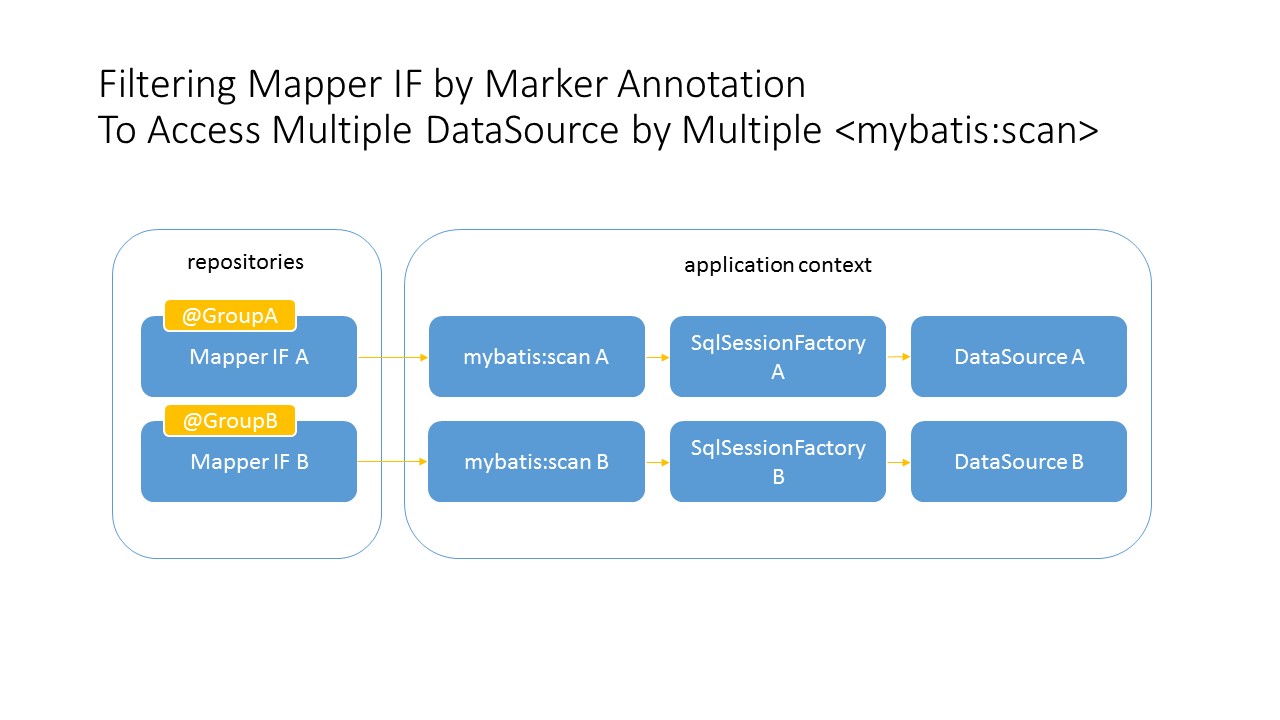 Filtering Mapper IF by Marker Annotation
To Access Multiple DataSource by Multiple <mybatis:scan>
repositories
application context
@GroupA
Mapper IF A
mybatis:scan A
SqlSessionFactory
A
DataSource A
@GroupB
Mapper IF B
mybatis:scan B
SqlSessionFactory
B
DataSource B